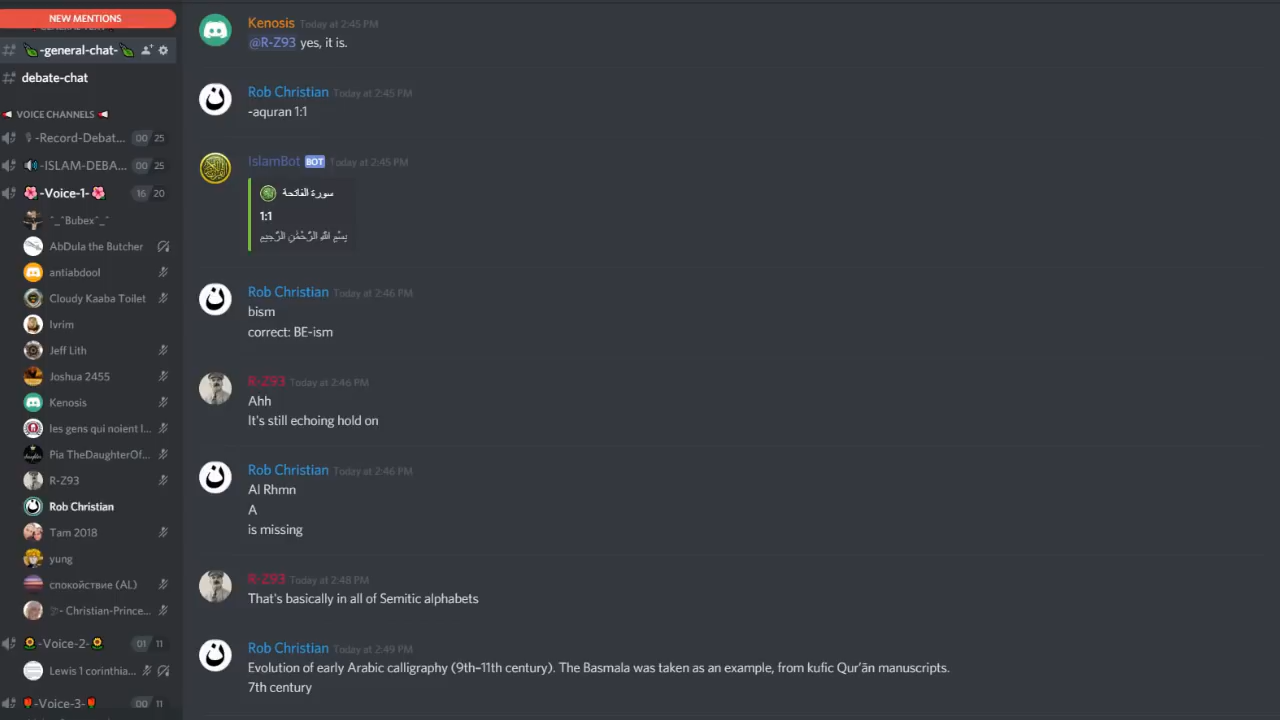 NEW MENTIONS
-general-chat-
debate-chat
VOICE CHANNELS
-Record-Debat... 00 25
-ISLAM-DEBA... 00 25
-Voice-1- 16 20
^_^Bubex^_^
AbDula the Butcher
antiabdool
Cloudy Kaaba Toilet
Ivrim
Jeff Lith
Joshua 2455
Kenosis
les gens qui noient l...
Pia TheDaughterOf...
R-Z93
Rob Christian
Tam 2018
yung
спокойствие (AL)
- Christian-Prince...
-Voice-2- 01 11
Lewis 1 corinthia...
-Voice-3- 00 11
Kenosis Today at 2:45 PM
@R-Z93 yes, it is.
Rob Christian Today at 2:45 PM
-aquran 1:1
IslamBot BOT Today at 2:45 PM
سورة الفاتحة
1:1
بِسْمِ اللَّهِ الرَّحْمَٰنِ الرَّحِيمِ
Rob Christian Today at 2:46 PM
bism
correct: BE-ism
R-Z93 Today at 2:46 PM
Ahh
It's still echoing hold on
Rob Christian Today at 2:46 PM
Al Rhmn
A
is missing
R-Z93 Today at 2:48 PM
That's basically in all of Semitic alphabets
Rob Christian Today at 2:49 PM
Evolution of early Arabic calligraphy (9th–11th century). The Basmala was taken as an example, from kufic Qur'ān manuscripts.
7th century